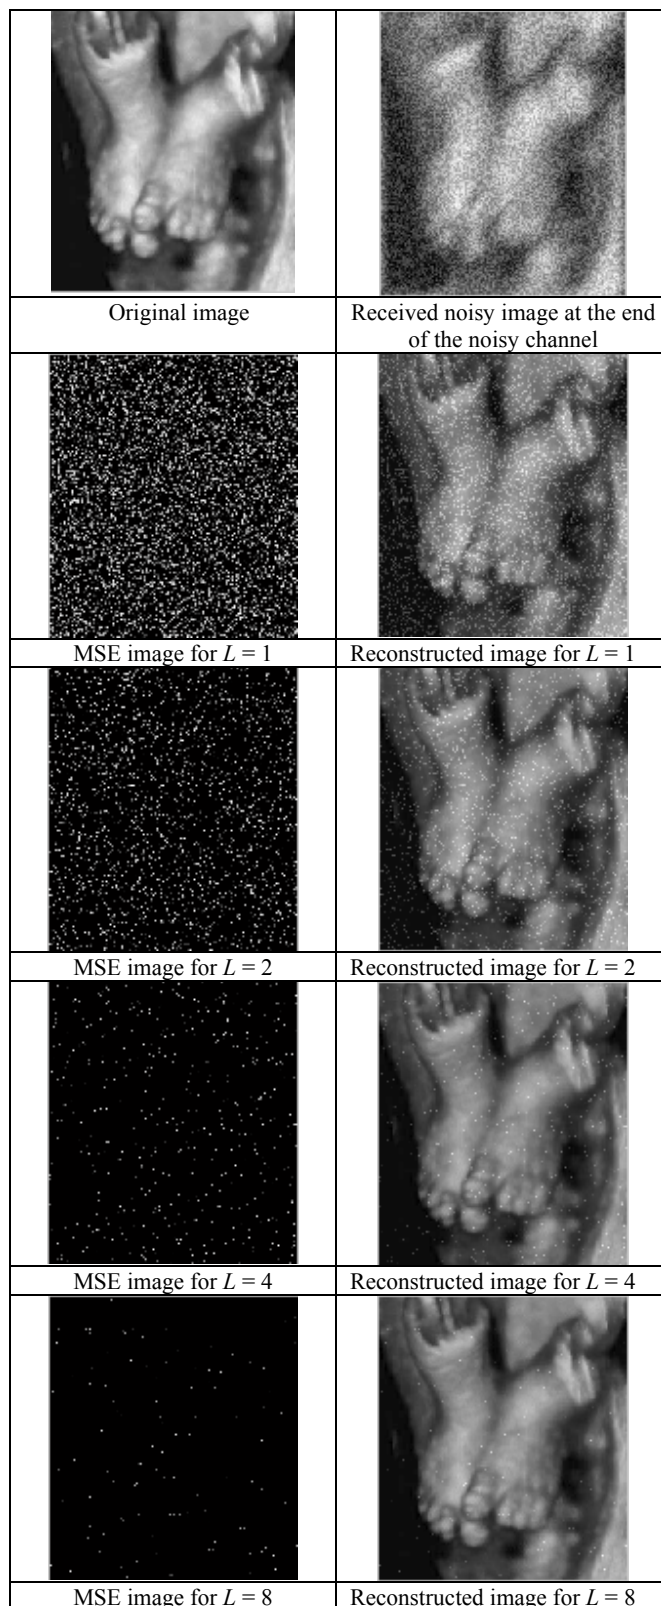 Original image
Received noisy image at the end
of the noisy channel
MSE image for L = 1
Reconstructed image for L = 1
MSE image for L = 2
Reconstructed image for L = 2
MSE image for L = 4
Reconstructed image for L = 4
MSE image for L = 8
Reconstructed image for L = 8